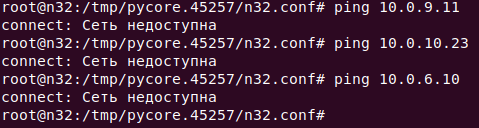 root@n32:/tmp/pycore.45257/n32.conf# ping 10.0.9.11
connect: Сеть недоступна
root@n32:/tmp/pycore.45257/n32.conf# ping 10.0.10.23
connect: Сеть недоступна
root@n32:/tmp/pycore.45257/n32.conf# ping 10.0.6.10
connect: Сеть недоступна
root@n32:/tmp/pycore.45257/n32.conf#